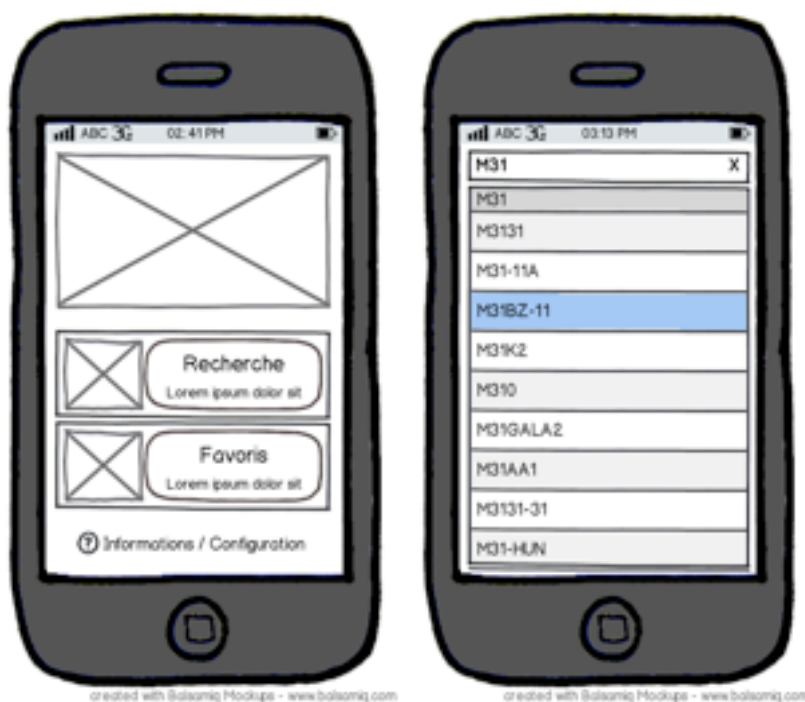 ABC 3G 02:41 PM
Recherche
Lorem ipsum dolor sit
Favoris
Lorem ipsum dolor sit
? Informations / Configuration
created with Balsamiq Mockups - www.balsamiq.com
ABC 3G 03:13 PM
M31 X
M31
M3131
M31-11A
M31BZ-11
M31K2
M310
M31GALA2
M31AA1
M3131-31
M31-HUN
created with Balsamiq Mockups - www.balsamiq.com